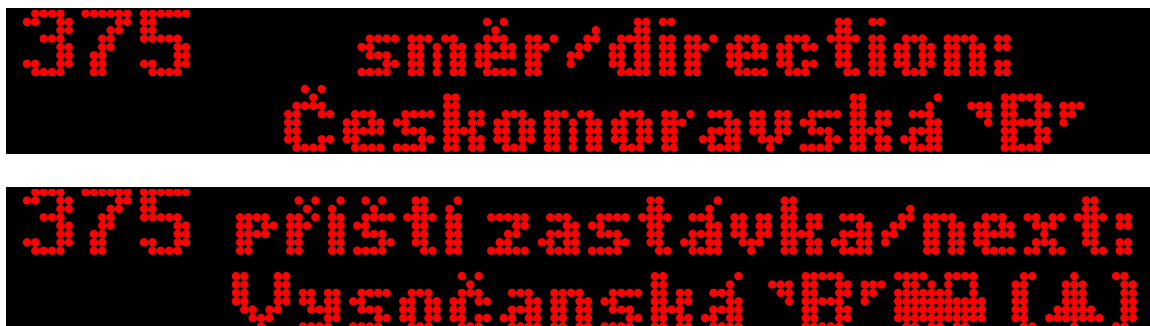 375 směr/direction:
Českomoravská "B"
375 příští zastávka/next:
Vysočanská "B" (▲)